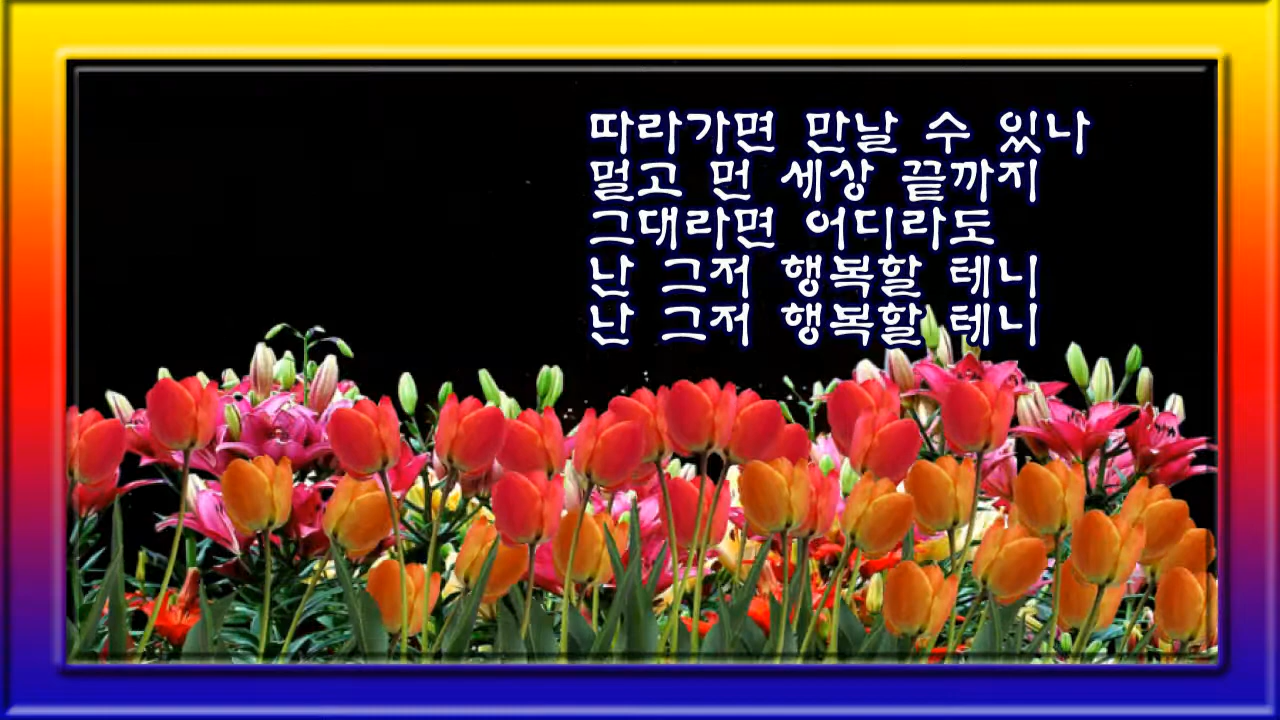 따라가면 만날 수 있나
멀고 먼 세상 끝까지
그대라면 어디라도
난 그저 행복할 테니
난 그저 행복할 테니